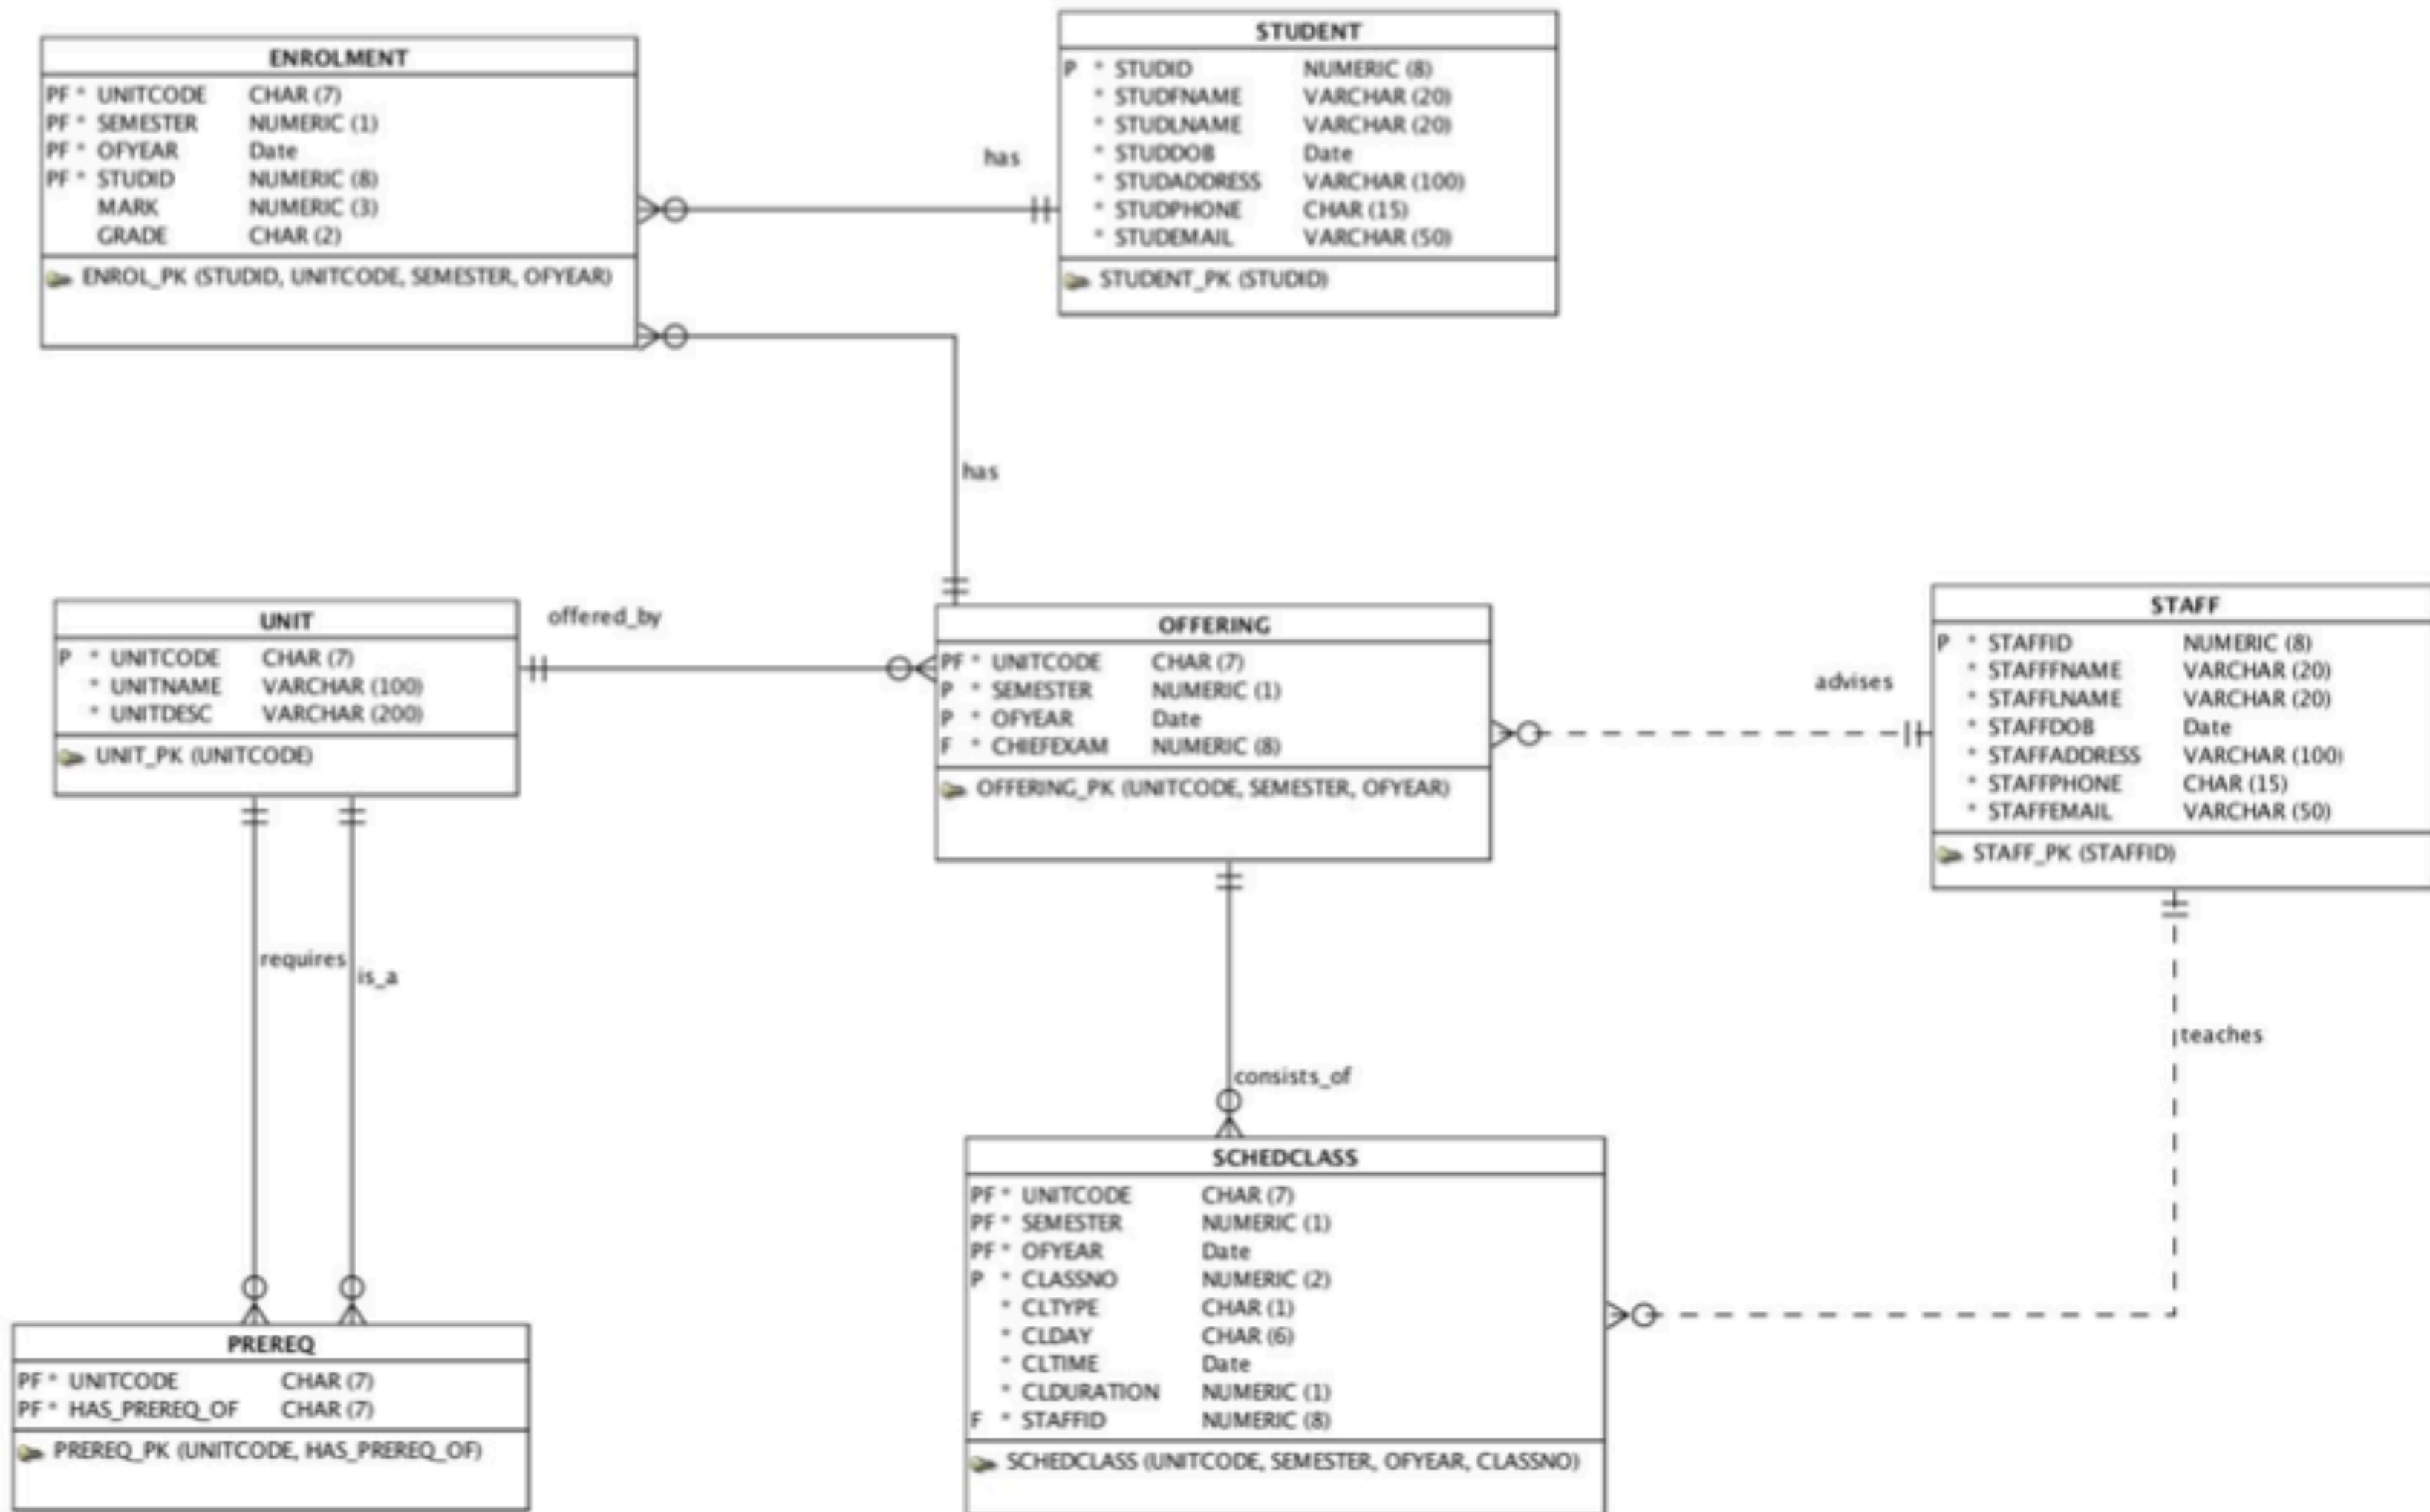 ENROLMENT
PF * UNITCODE CHAR (7)
PF * SEMESTER NUMERIC (1)
PF * OFYEAR Date
PF * STUDID NUMERIC (8)
MARK NUMERIC (3)
GRADE CHAR (2)
ENROL_PK (STUDID, UNITCODE, SEMESTER, OFYEAR)
has
STUDENT
P * STUDID NUMERIC (8)
* STUDFNAME VARCHAR (20)
* STUDLNAME VARCHAR (20)
* STUDDOB Date
* STUDADDRESS VARCHAR (100)
* STUDPHONE CHAR (15)
* STUDEMAIL VARCHAR (50)
STUDENT_PK (STUDID)
has
UNIT
P * UNITCODE CHAR (7)
* UNITNAME VARCHAR (100)
* UNITDESC VARCHAR (200)
UNIT_PK (UNITCODE)
offered_by
OFFERING
PF * UNITCODE CHAR (7)
P * SEMESTER NUMERIC (1)
P * OFYEAR Date
F * CHIEFEXAM NUMERIC (8)
OFFERING_PK (UNITCODE, SEMESTER, OFYEAR)
advises
STAFF
P * STAFFID NUMERIC (8)
* STAFFFNAME VARCHAR (20)
* STAFFLNAME VARCHAR (20)
* STAFFDOB Date
* STAFFADDRESS VARCHAR (100)
* STAFFPHONE CHAR (15)
* STAFFEMAIL VARCHAR (50)
STAFF_PK (STAFFID)
requires
is_a
consists_of
teaches
PREREQ
PF * UNITCODE CHAR (7)
PF * HAS_PREREQ_OF CHAR (7)
PREREQ_PK (UNITCODE, HAS_PREREQ_OF)
SCHEDCLASS
PF * UNITCODE CHAR (7)
PF * SEMESTER NUMERIC (1)
PF * OFYEAR Date
P * CLASSNO NUMERIC (2)
* CLTYPE CHAR (1)
* CLDAY CHAR (6)
* CLTIME Date
* CLDURATION NUMERIC (1)
F * STAFFID NUMERIC (8)
SCHEDCLASS (UNITCODE, SEMESTER, OFYEAR, CLASSNO)